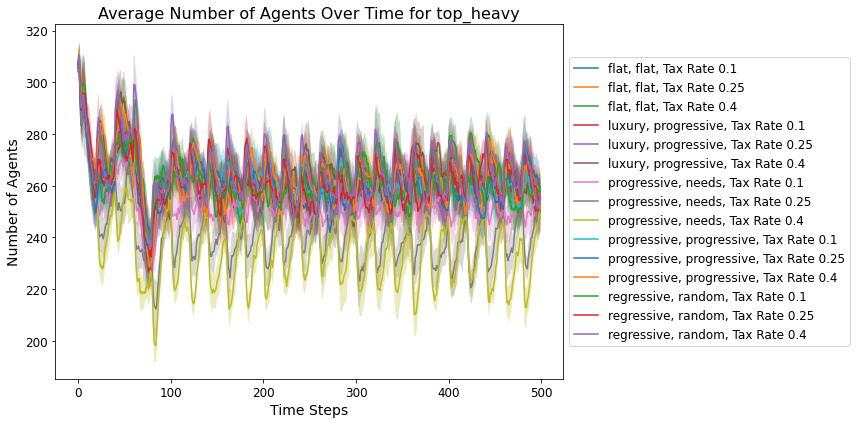 Average Number of Agents Over Time for top_heavy
320
300
280
260
240
220
200
Number of Agents
0
100
200
300
400
500
Time Steps
flat, flat, Tax Rate 0.1
flat, flat, Tax Rate 0.25
flat, flat, Tax Rate 0.4
luxury, progressive, Tax Rate 0.1
luxury, progressive, Tax Rate 0.25
luxury, progressive, Tax Rate 0.4
progressive, needs, Tax Rate 0.1
progressive, needs, Tax Rate 0.25
progressive, needs, Tax Rate 0.4
progressive, progressive, Tax Rate 0.1
progressive, progressive, Tax Rate 0.25
progressive, progressive, Tax Rate 0.4
regressive, random, Tax Rate 0.1
regressive, random, Tax Rate 0.25
regressive, random, Tax Rate 0.4